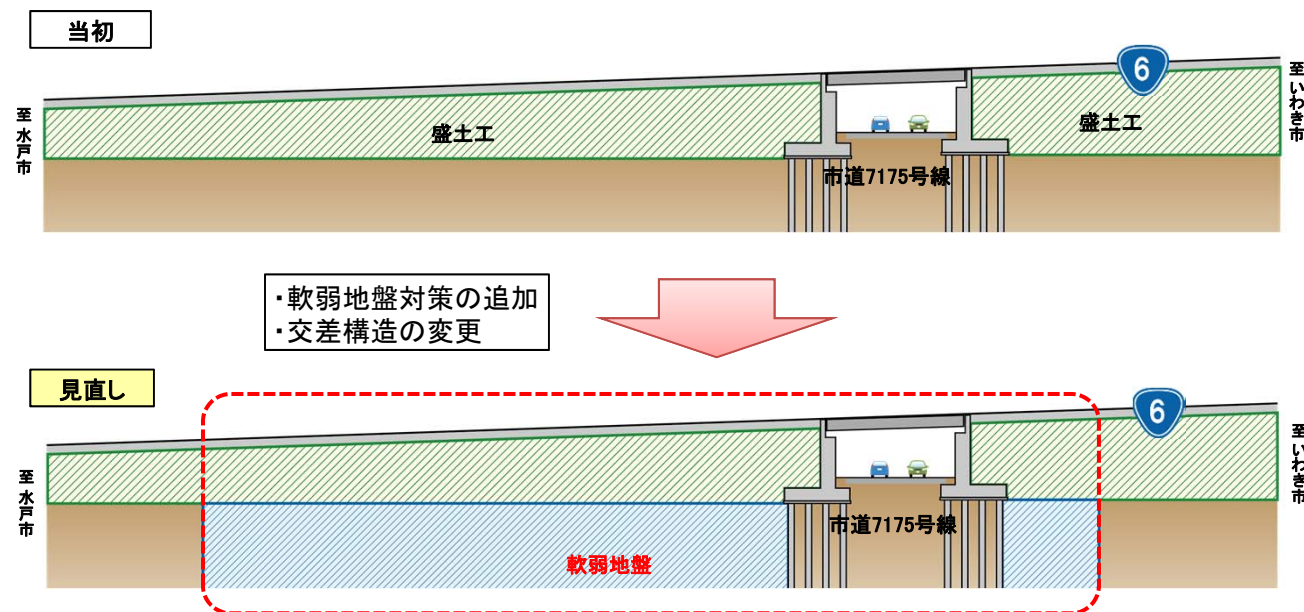 当初
6
至 水戸市
至 いわき市
盛土工
盛土工
市道7175号線
・軟弱地盤対策の追加
・交差構造の変更
見直し
6
至 水戸市
至 いわき市
市道7175号線
軟弱地盤